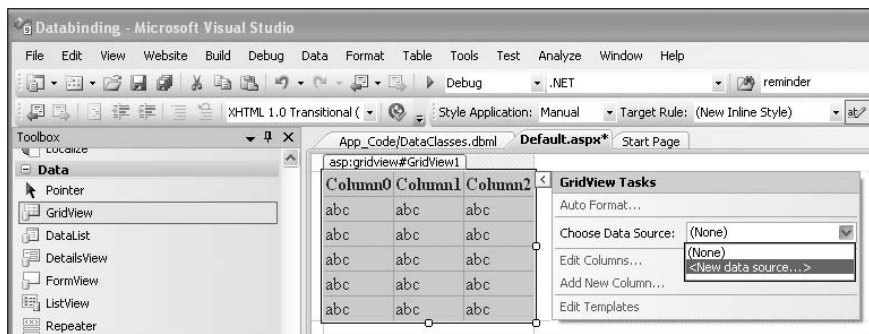 Databinding - Microsoft Visual Studio
File Edit View Website Build Debug Data Format Table Tools Test Analyze Window Help
Debug .NET reminder
XHTML 1.0 Transitional ( Style Application: Manual Target Rule: (New Inline Style)
Toolbox
App_Code/DataClasses.dbml Default.aspx* Start Page
Localize
Data
Pointer
GridView
DataList
DetailsView
FormView
ListView
Repeater
asp:gridview#GridView1
Column0 Column1 Column2
abc abc abc
abc abc abc
abc abc abc
abc abc abc
abc abc abc
GridView Tasks
Auto Format...
Choose Data Source: (None)
(None)
<New data source...>
Edit Columns...
Add New Column...
Edit Templates